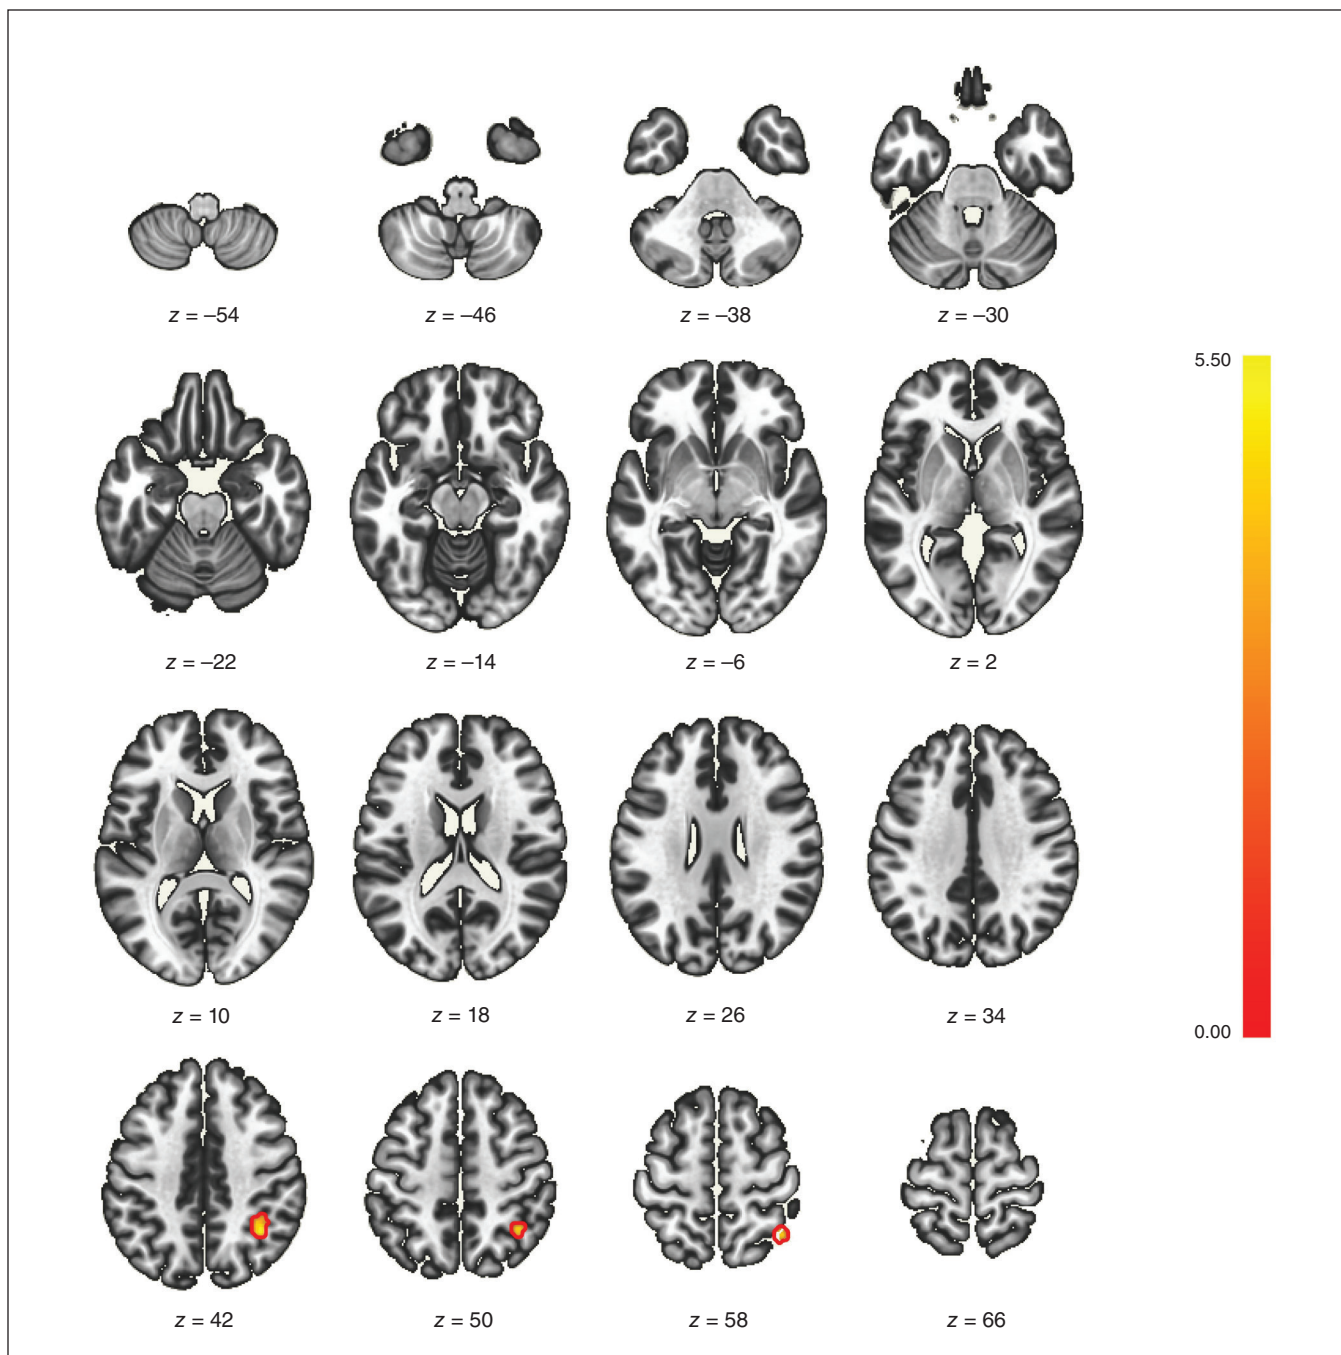 z = –54
z = –46
z = –38
z = –30
5.50
z = –22
z = –14
z = –6
z = 2
z = 10
z = 18
z = 26
z = 34
0.00
z = 42
z = 50
z = 58
z = 66